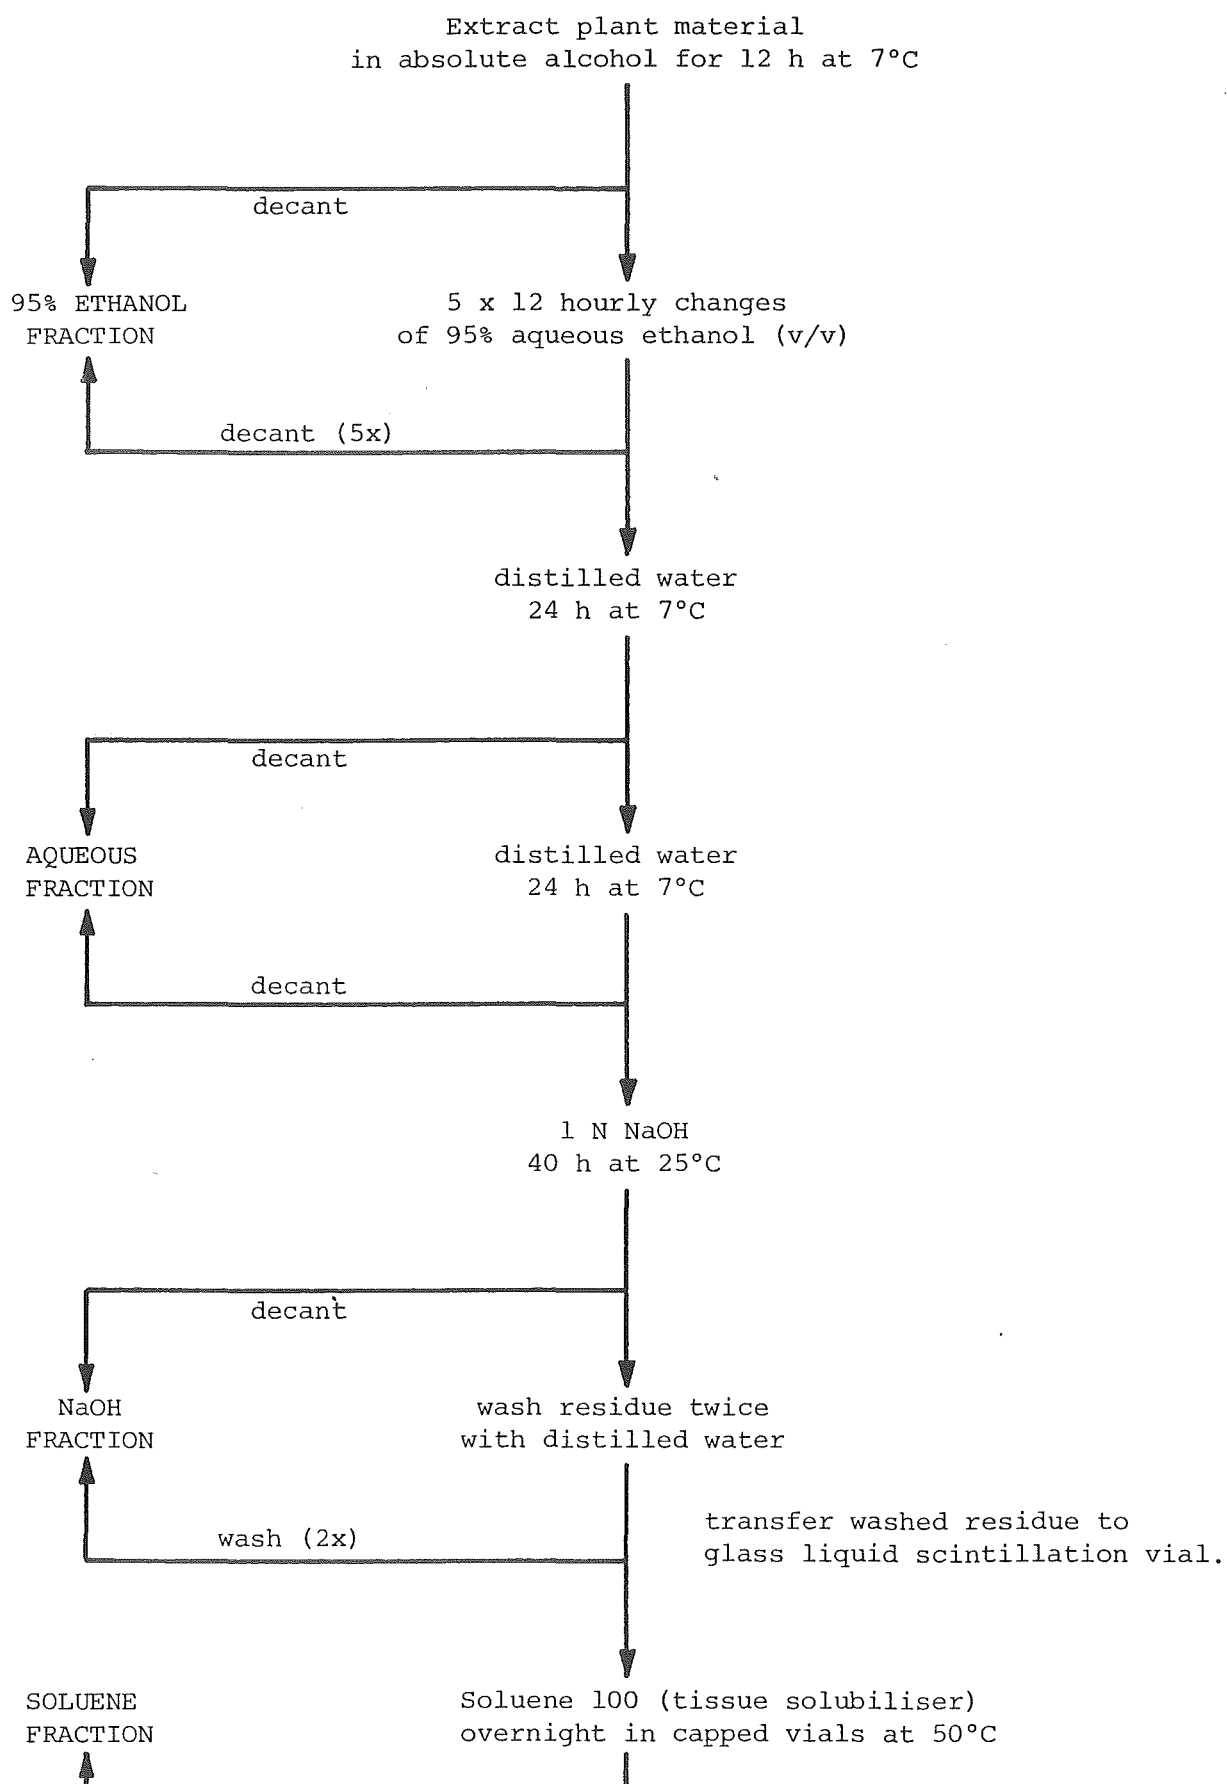 Extract plant material
in absolute alcohol for 12 h at 7°C
decant
95% ETHANOL
FRACTION
5 x 12 hourly changes
of 95% aqueous ethanol (v/v)
decant (5x)
distilled water
24 h at 7°C
decant
AQUEOUS
FRACTION
distilled water
24 h at 7°C
decant
1 N NaOH
40 h at 25°C
decant
NaOH
FRACTION
wash residue twice
with distilled water
wash (2x)
transfer washed residue to
glass liquid scintillation vial.
SOLUENE
FRACTION
Soluene 100 (tissue solubiliser)
overnight in capped vials at 50°C